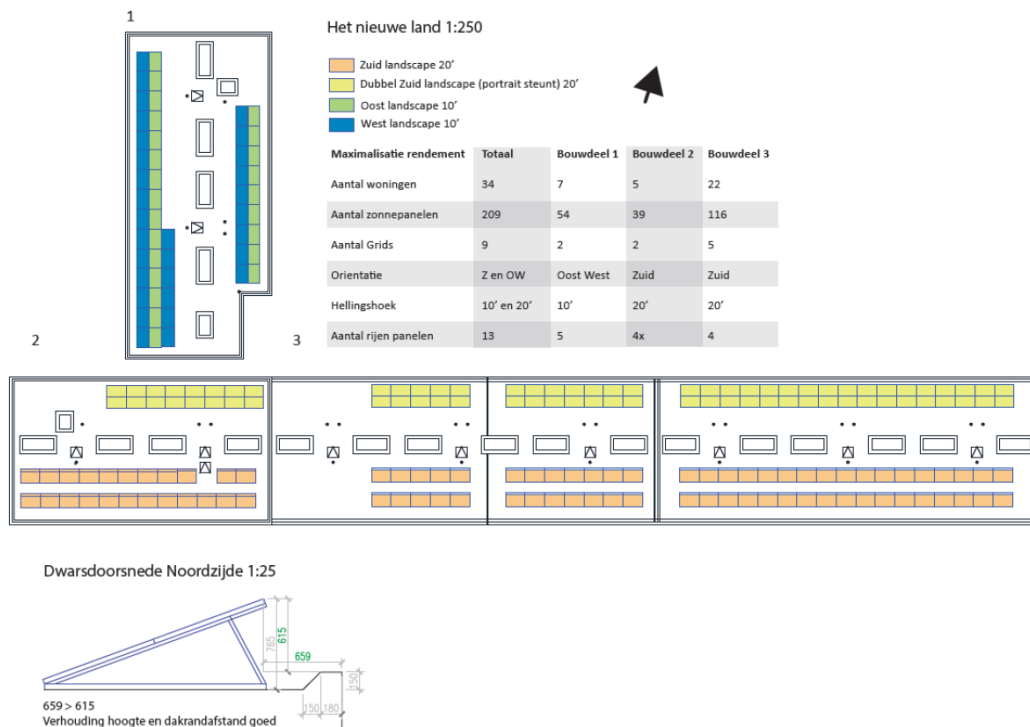 1
Het nieuwe land 1:250
Zuid landscape 20'
Dubbel Zuid landscape (portrait steunt) 20'
Oost landscape 10'
West landscape 10'
Maximalisatie rendement Totaal Bouwdeel 1 Bouwdeel 2 Bouwdeel 3
Aantal woningen 34 7 5 22
Aantal zonnepanelen 209 54 39 116
Aantal Grids 9 2 2 5
Orientatie Z en OW Oost West Zuid Zuid
Hellingshoek 10' en 20' 10' 20' 20'
Aantal rijen panelen 13 5 4x 4
2
3
Dwarsdoorsnede Noordzijde 1:25
765
615
659
150
150 180
659 > 615
Verhouding hoogte en dakrandafstand goed